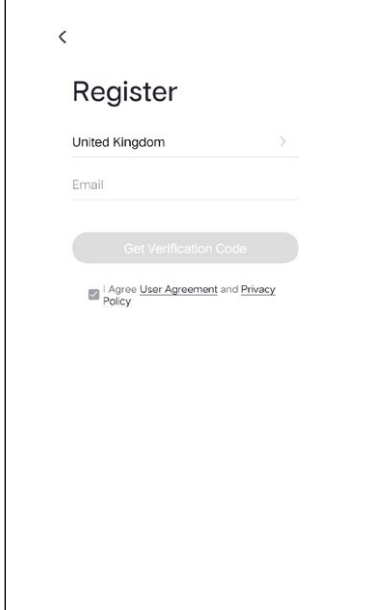 Register
United Kingdom
Email
Get Verification Code
I Agree User Agreement and Privacy
Policy